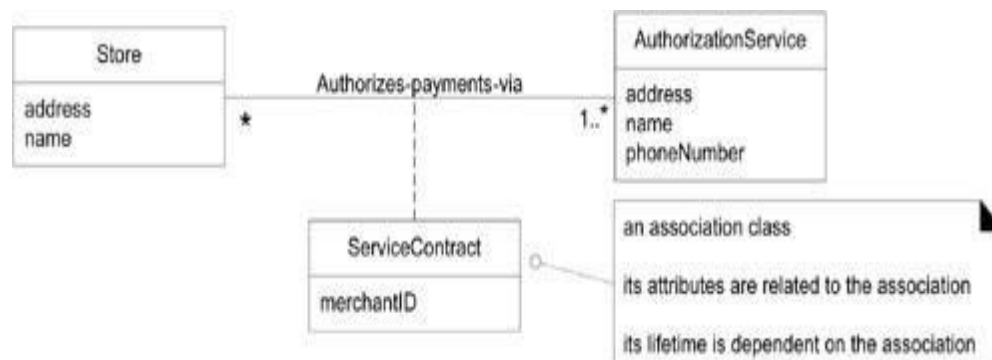 Store
address
name
Authorizes-payments-via
*
1..*
AuthorizationService
address
name
phoneNumber
ServiceContract
merchantID
an association class
its attributes are related to the association
its lifetime is dependent on the association